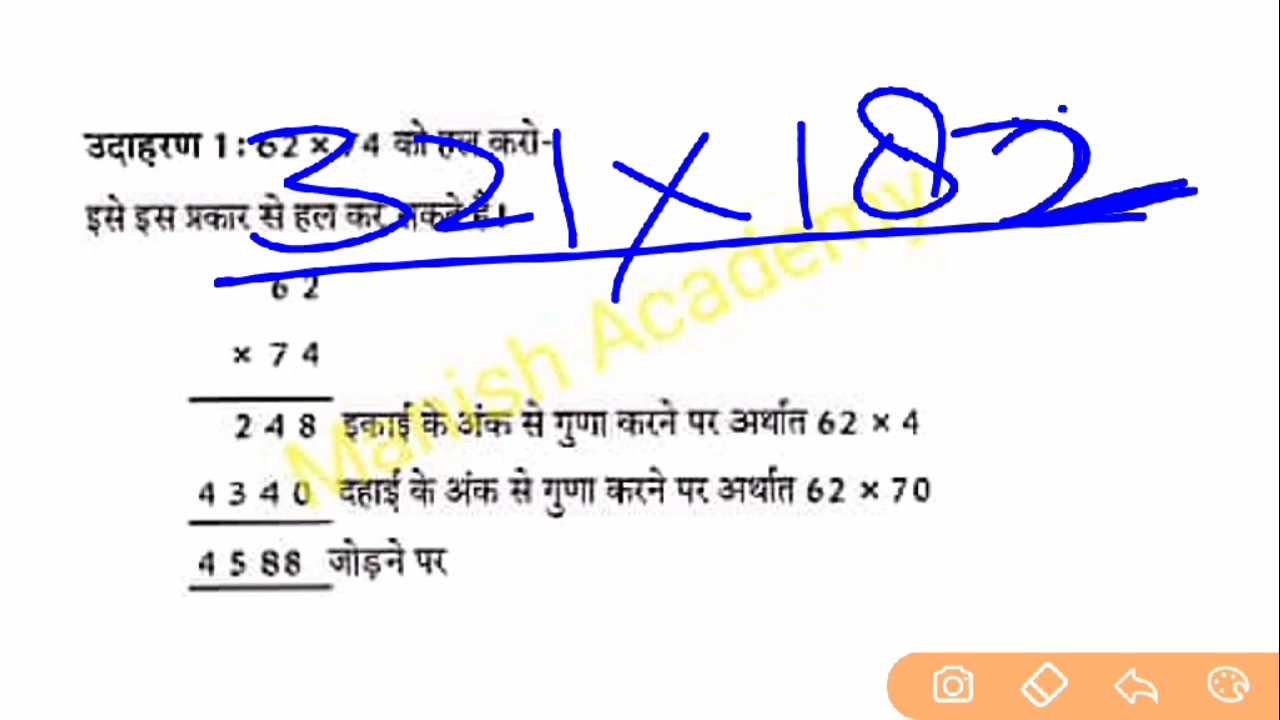 उदाहरण 1: 62 × 74 को हल करो-
321 × 182
इसे इस प्रकार से हल कर सकते है।
62
× 74
248 इकाई के अंक से गुणा करने पर अर्थात 62 × 4
4340 दहाई के अंक से गुणा करने पर अर्थात 62 × 70
4588 जोड़ने पर
Manish Academy